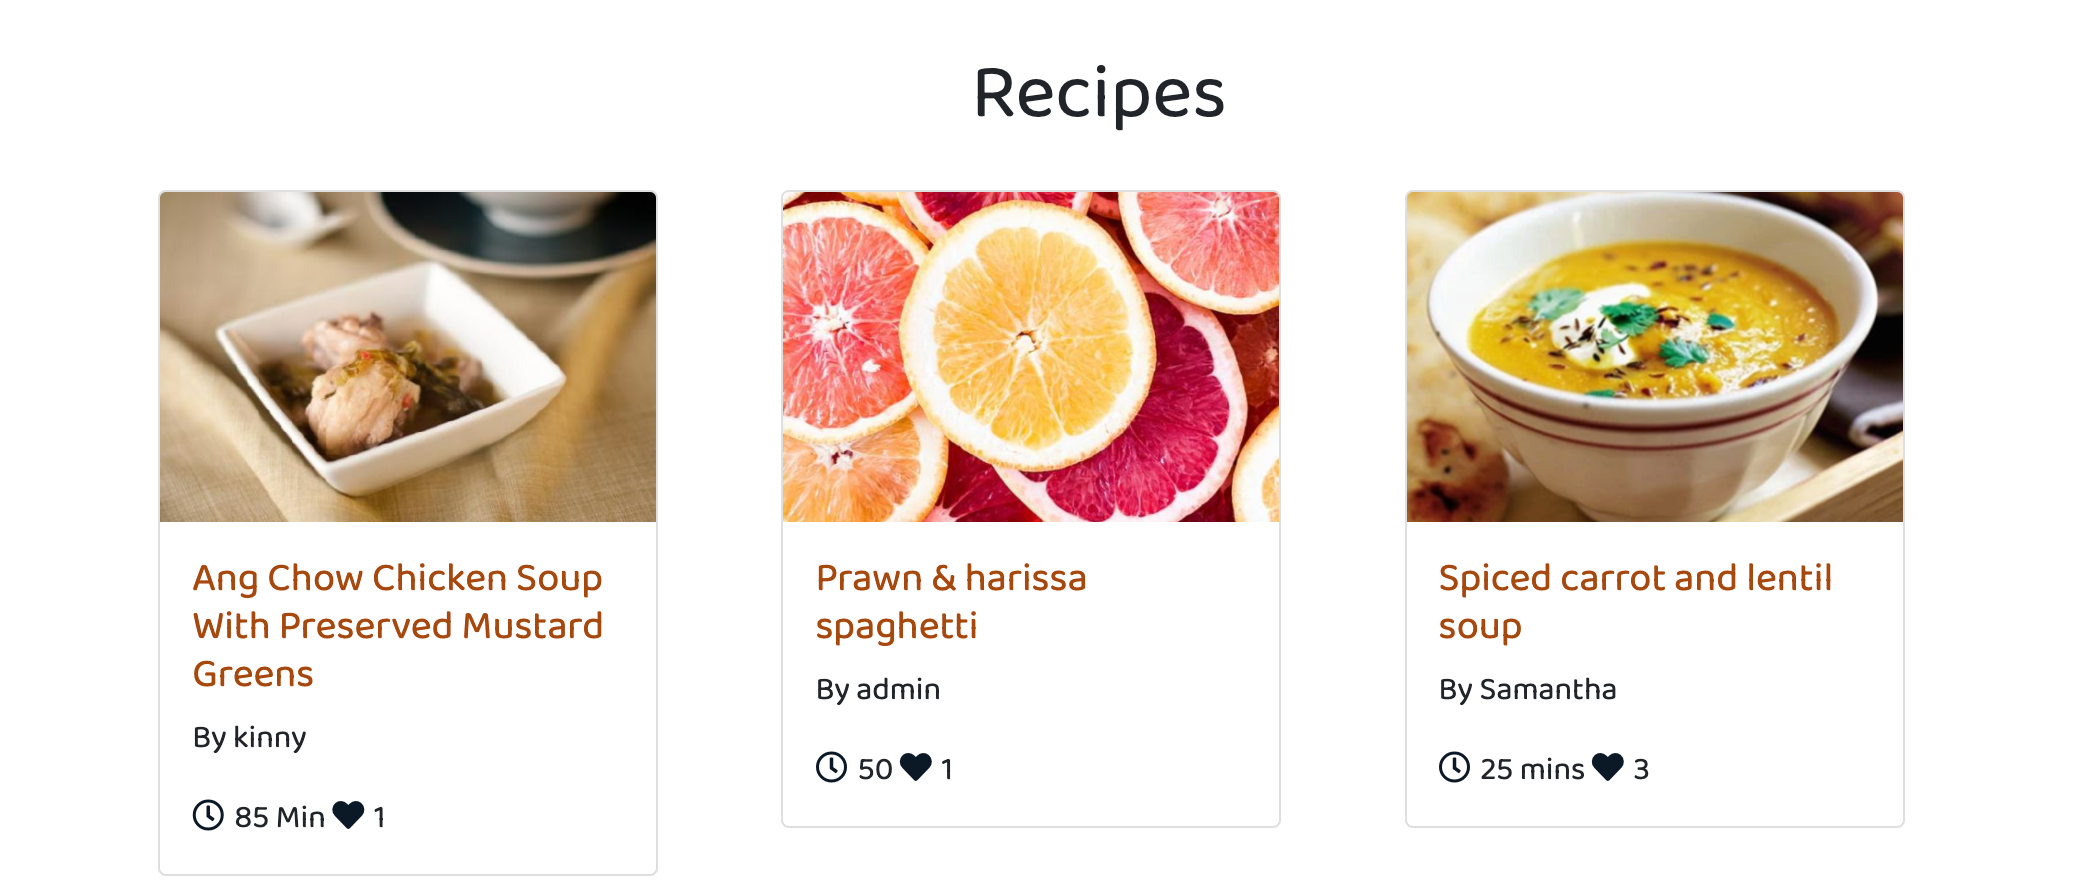 Recipes
Ang Chow Chicken Soup
With Preserved Mustard
Greens
By kinny
85 Min 1
Prawn & harissa
spaghetti
By admin
50 1
Spiced carrot and lentil
soup
By Samantha
25 mins 3